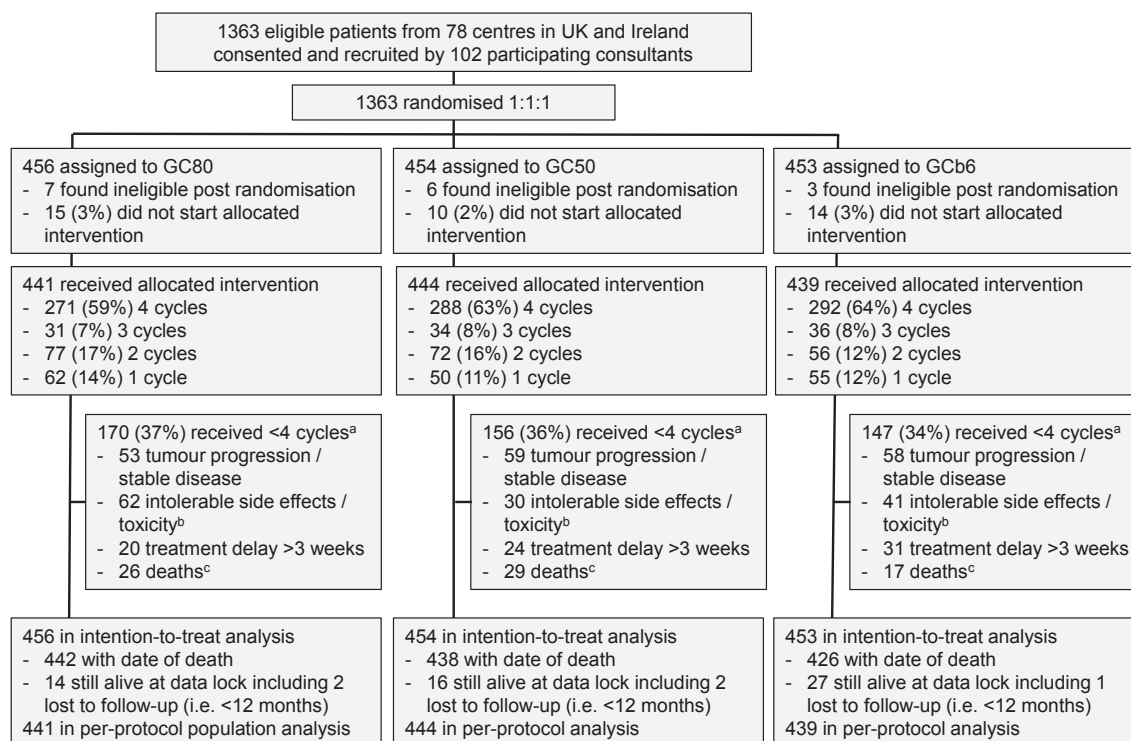 1363 eligible patients from 78 centres in UK and Ireland
consented and recruited by 102 participating consultants
1363 randomised 1:1:1
456 assigned to GC80
- 7 found ineligible post randomisation
- 15 (3%) did not start allocated
intervention
454 assigned to GC50
- 6 found ineligible post randomisation
- 10 (2%) did not start allocated
intervention
453 assigned to GCb6
- 3 found ineligible post randomisation
- 14 (3%) did not start allocated
intervention
441 received allocated intervention
- 271 (59%) 4 cycles
- 31 (7%) 3 cycles
- 77 (17%) 2 cycles
- 62 (14%) 1 cycle
444 received allocated intervention
- 288 (63%) 4 cycles
- 34 (8%) 3 cycles
- 72 (16%) 2 cycles
- 50 (11%) 1 cycle
439 received allocated intervention
- 292 (64%) 4 cycles
- 36 (8%) 3 cycles
- 56 (12%) 2 cycles
- 55 (12%) 1 cycle
170 (37%) received <4 cyclesᵃ
- 53 tumour progression /
stable disease
- 62 intolerable side effects /
toxicityᵇ
- 20 treatment delay >3 weeks
- 26 deathsᶜ
156 (36%) received <4 cyclesᵃ
- 59 tumour progression /
stable disease
- 30 intolerable side effects /
toxicityᵇ
- 24 treatment delay >3 weeks
- 29 deathsᶜ
147 (34%) received <4 cyclesᵃ
- 58 tumour progression /
stable disease
- 41 intolerable side effects /
toxicityᵇ
- 31 treatment delay >3 weeks
- 17 deathsᶜ
456 in intention-to-treat analysis
- 442 with date of death
- 14 still alive at data lock including 2
lost to follow-up (i.e. <12 months)
441 in per-protocol population analysis
454 in intention-to-treat analysis
- 438 with date of death
- 16 still alive at data lock including 2
lost to follow-up (i.e. <12 months)
444 in per-protocol analysis
453 in intention-to-treat analysis
- 426 with date of death
- 27 still alive at data lock including 1
lost to follow-up (i.e. <12 months)
439 in per-protocol analysis